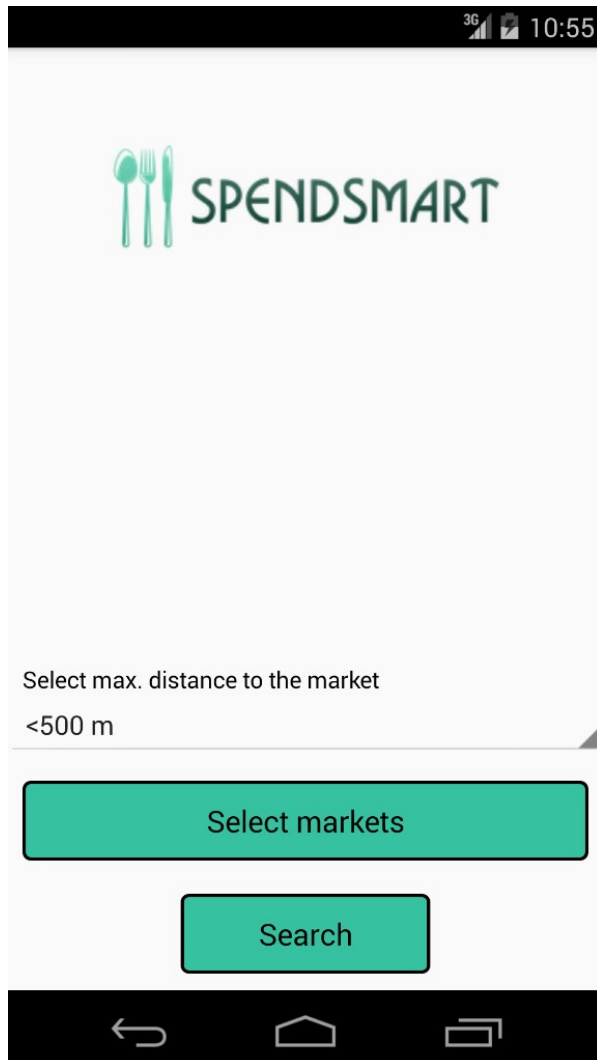 3G 10:55
SPENDSMART
Select max. distance to the market
<500 m
Select markets
Search